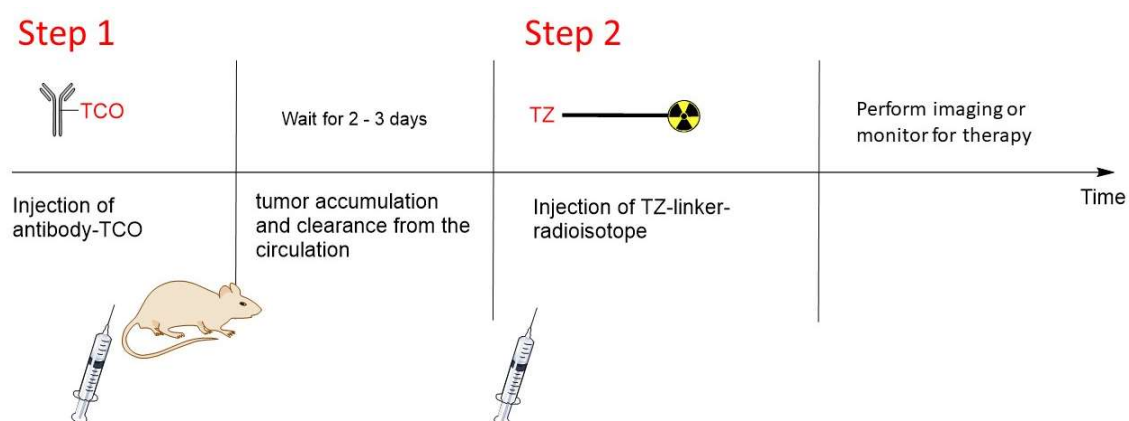 Step 1
Step 2
TCO
Wait for 2 - 3 days
TZ
Perform imaging or
monitor for therapy
Time
Injection of
antibody-TCO
tumor accumulation
and clearance from the
circulation
Injection of TZ-linker-
radioisotope